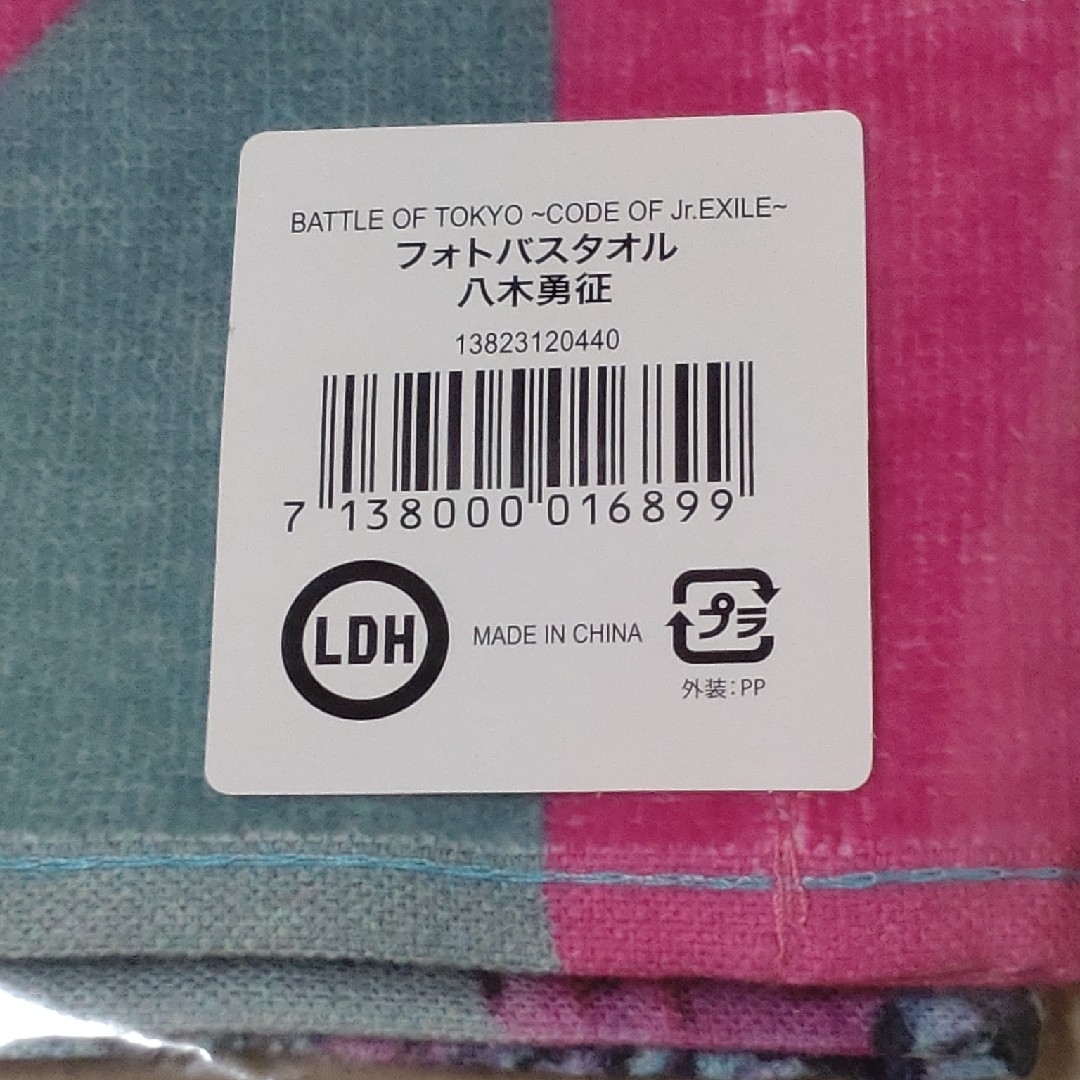 BATTLE OF TOKYO ~CODE OF Jr.EXILE~
フォトバスタオル
八木勇征
13823120440
7 138000 016899
LDH
MADE IN CHINA
プラ
外装:PP